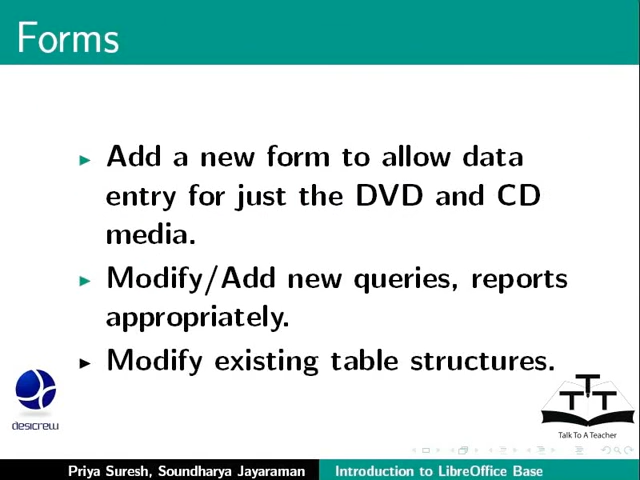 Forms
Add a new form to allow data
entry for just the DVD and CD
media.
Modify/Add new queries, reports
appropriately.
Modify existing table structures.
desicrew
T T T
Talk To A Teacher
Priya Suresh, Soundharya Jayaraman
Introduction to LibreOffice Base